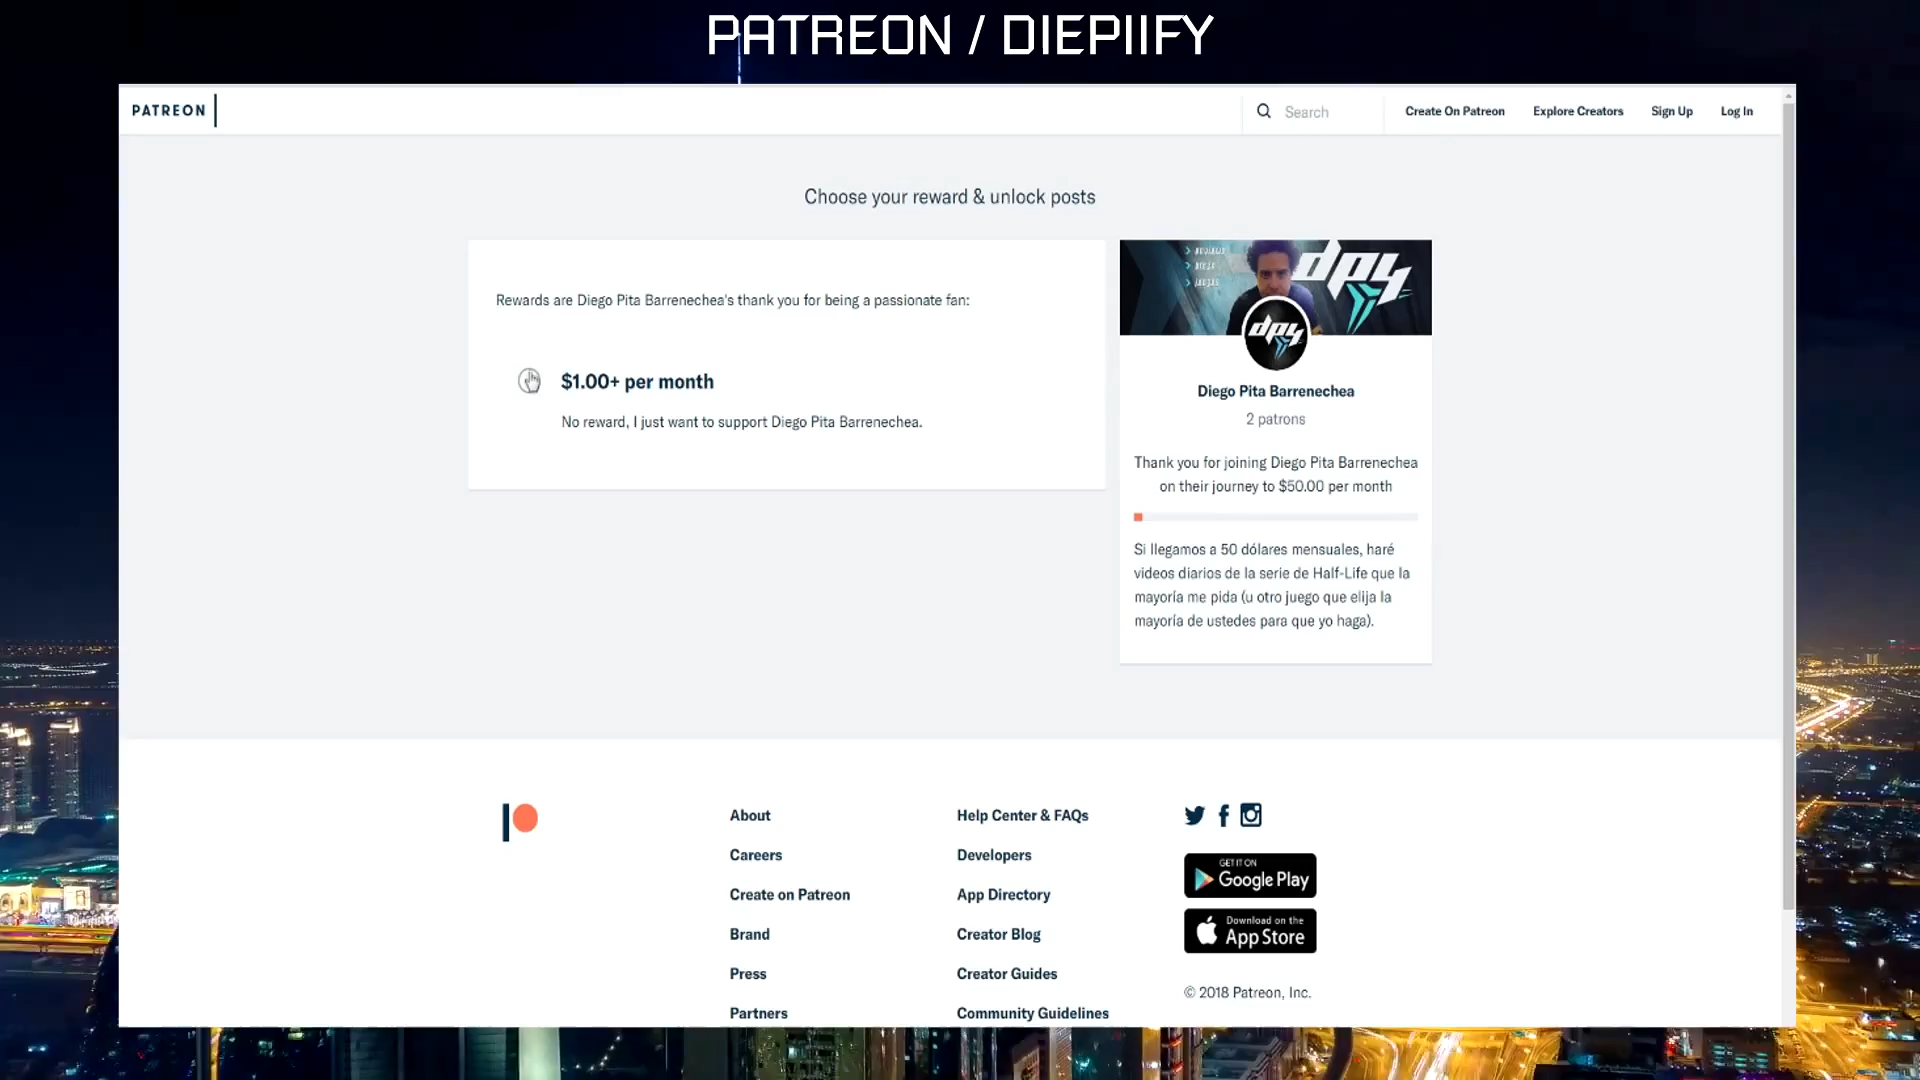 PATREON / DIEPIIFY
PATREON
Search
Create On Patreon
Explore Creators
Sign Up
Log In
Choose your reward & unlock posts
Rewards are Diego Pita Barrenechea's thank you for being a passionate fan:
$1.00+ per month
No reward, I just want to support Diego Pita Barrenechea.
dpy
dpy
Diego Pita Barrenechea
2 patrons
Thank you for joining Diego Pita Barrenechea
on their journey to $50.00 per month
Si llegamos a 50 dólares mensuales, haré
videos diarios de la serie de Half-Life que la
mayoría me pida (u otro juego que elija la
mayoría de ustedes para que yo haga).
About
Careers
Create on Patreon
Brand
Press
Partners
Help Center & FAQs
Developers
App Directory
Creator Blog
Creator Guides
Community Guidelines
GET IT ON
Google Play
Download on the
App Store
© 2018 Patreon, Inc.